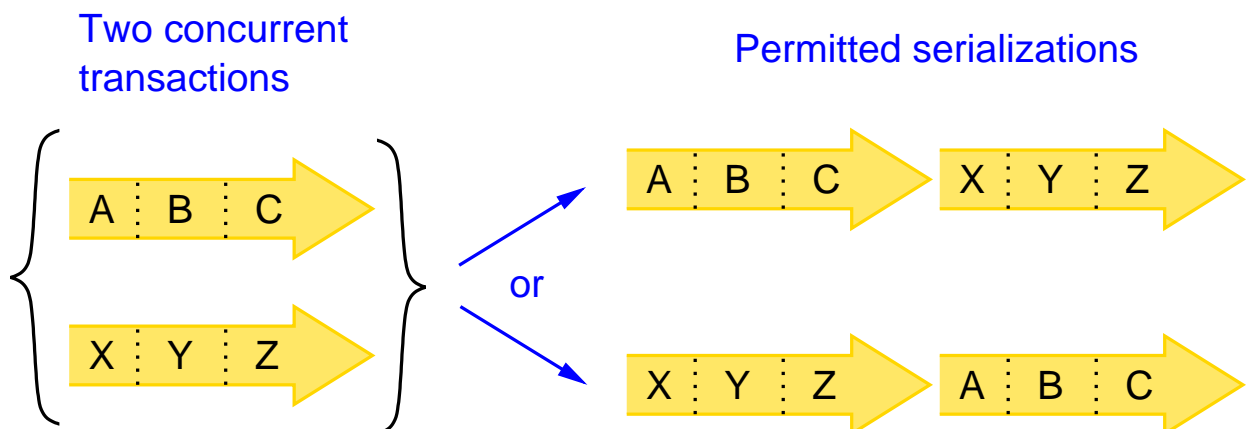 Two concurrent
transactions
Permitted serializations
A B C
X Y Z
or
A B C X Y Z
X Y Z A B C